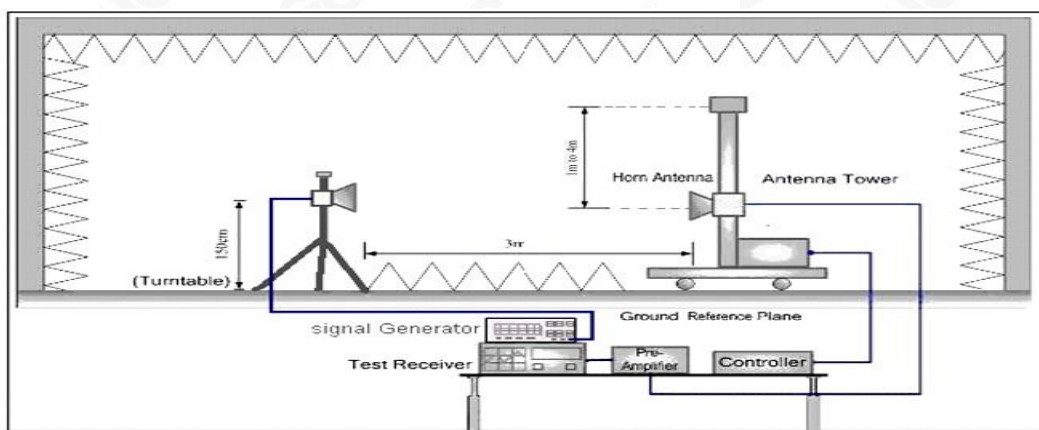 1m to 4m
Horn Antenna
Antenna Tower
150cm
3m
(Turntable)
signal Generator
Ground Reference Plane
Test Receiver
Pre-
Amplifier
Controller